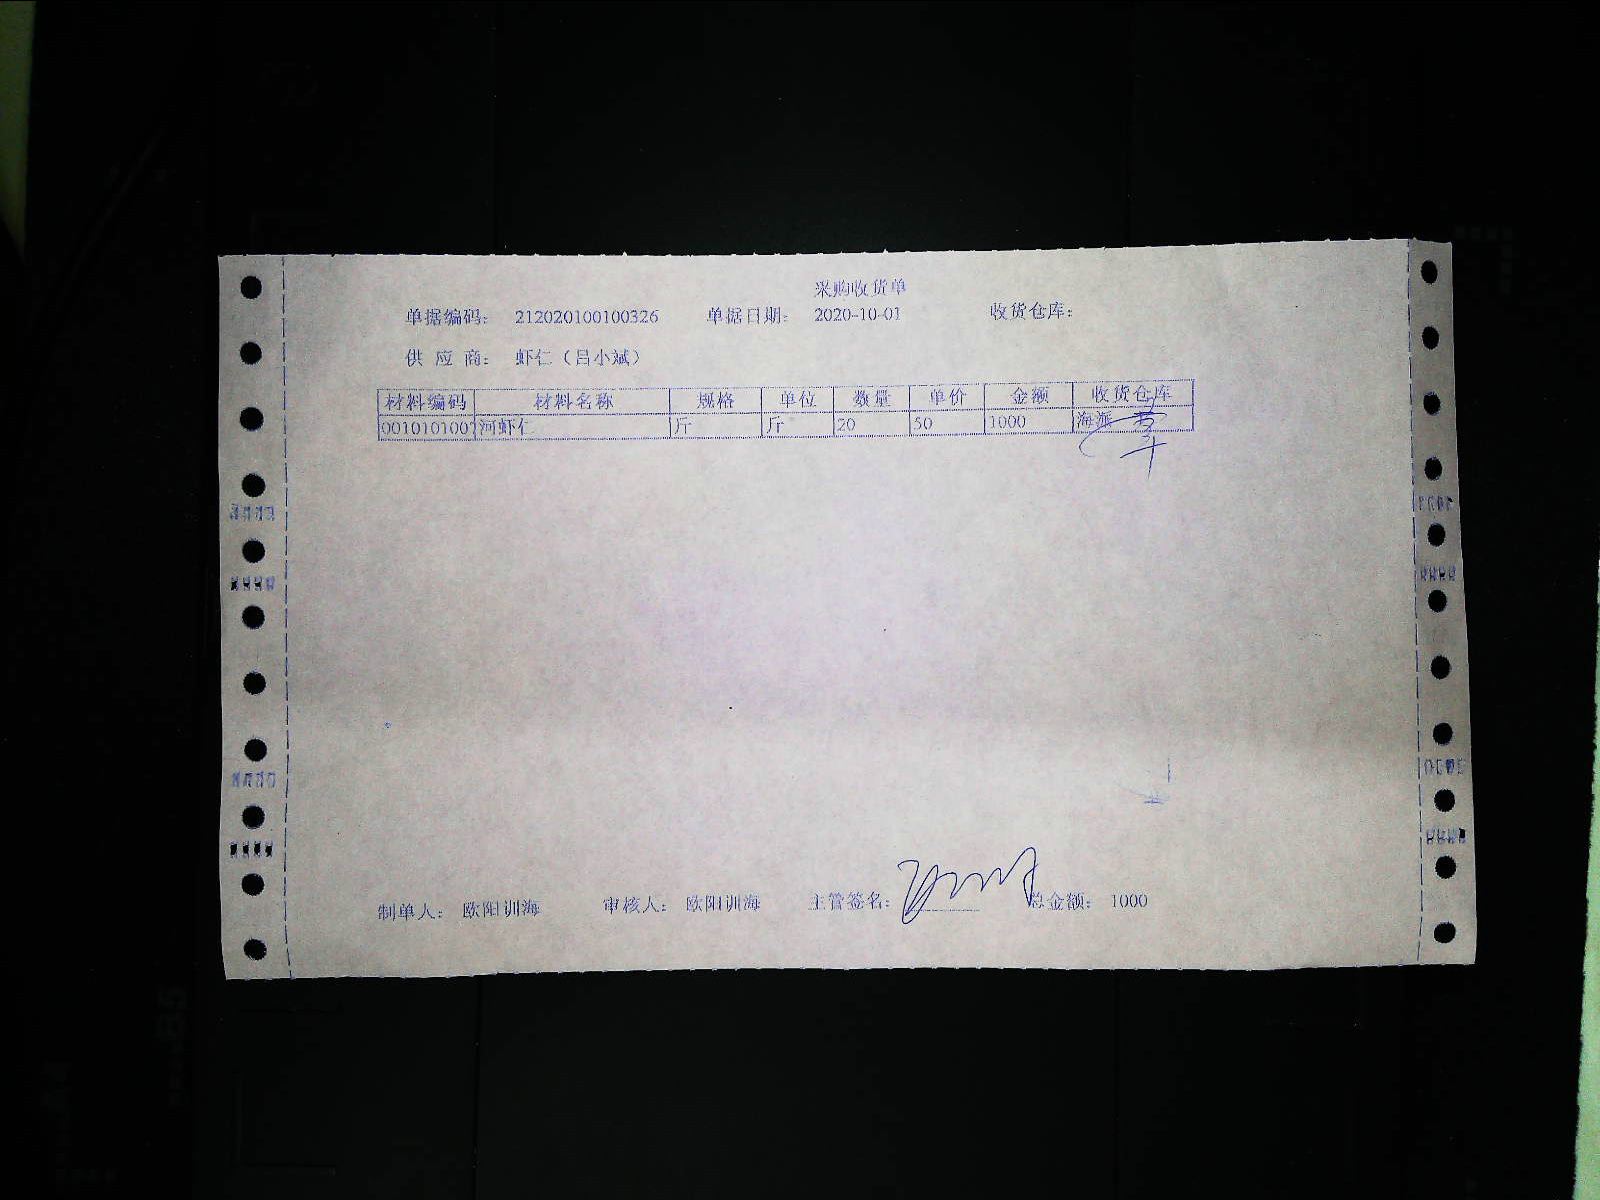 采购收货单
单据编码: 212020100100326 单据日期: 2020-10-01 收货仓库:
供 应 商: 虾仁（吕小斌）
材料编码 材料名称 规格 单位 数量 单价 金额 收货仓库
0010101007 河虾仁 斤 斤 20 50 1000 海派
制单人: 欧阳训海 审核人: 欧阳训海 主管签名: 总金额: 1000